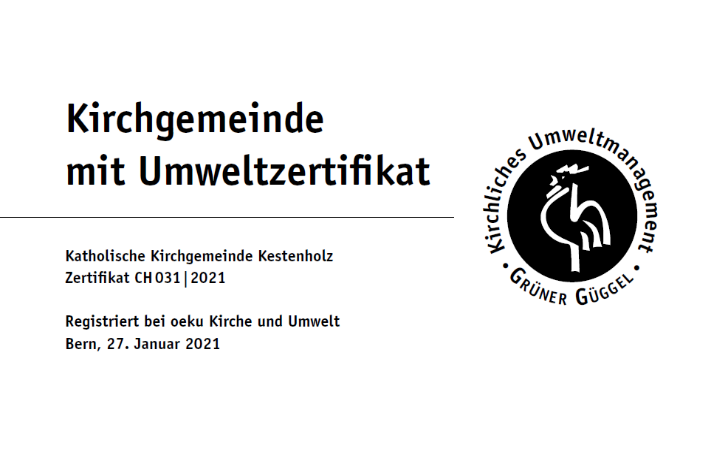 Kirchgemeinde
mit Umweltzertifikat
Katholische Kirchgemeinde Kestenholz
Zertifikat CH 031 | 2021
Registriert bei oeku Kirche und Umwelt
Bern, 27. Januar 2021
Kirchliches Umweltmanagement
• GRÜNER GÜGGEL •